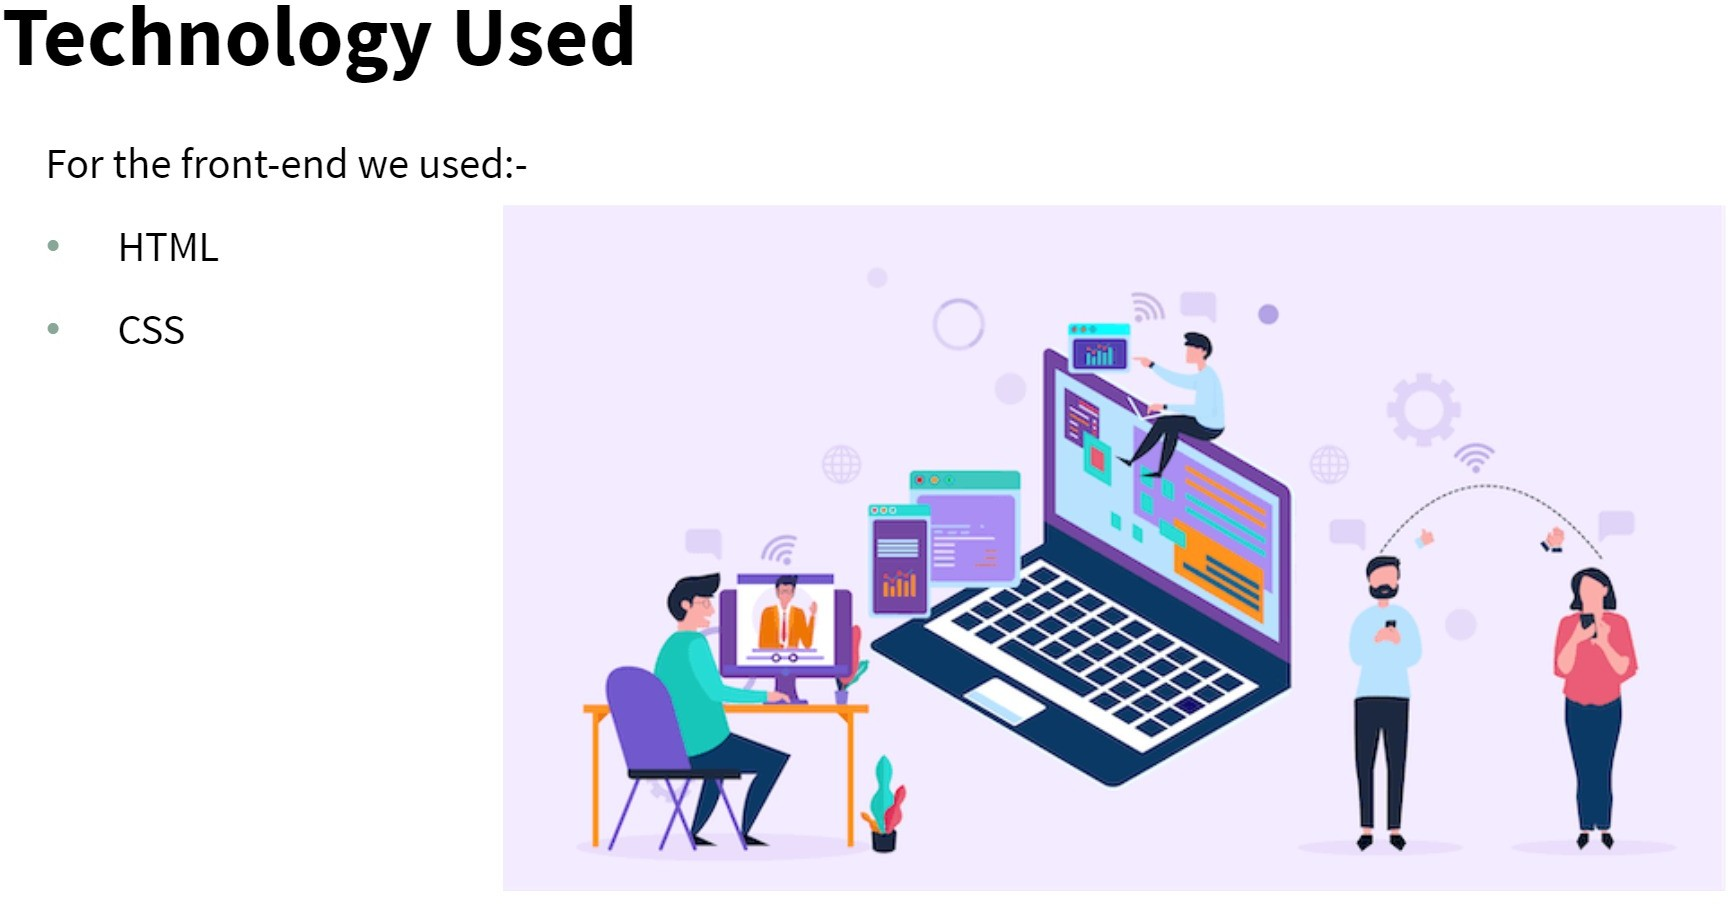 Technology Used
For the front-end we used:-
• HTML
• CSS